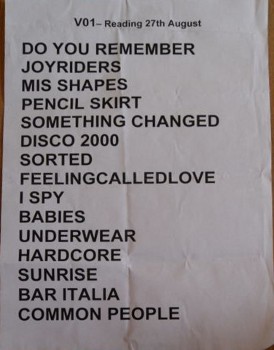 V01– Reading 27th August
DO YOU REMEMBER
JOYRIDERS
MIS SHAPES
PENCIL SKIRT
SOMETHING CHANGED
DISCO 2000
SORTED
FEELINGCALLEDLOVE
I SPY
BABIES
UNDERWEAR
HARDCORE
SUNRISE
BAR ITALIA
COMMON PEOPLE